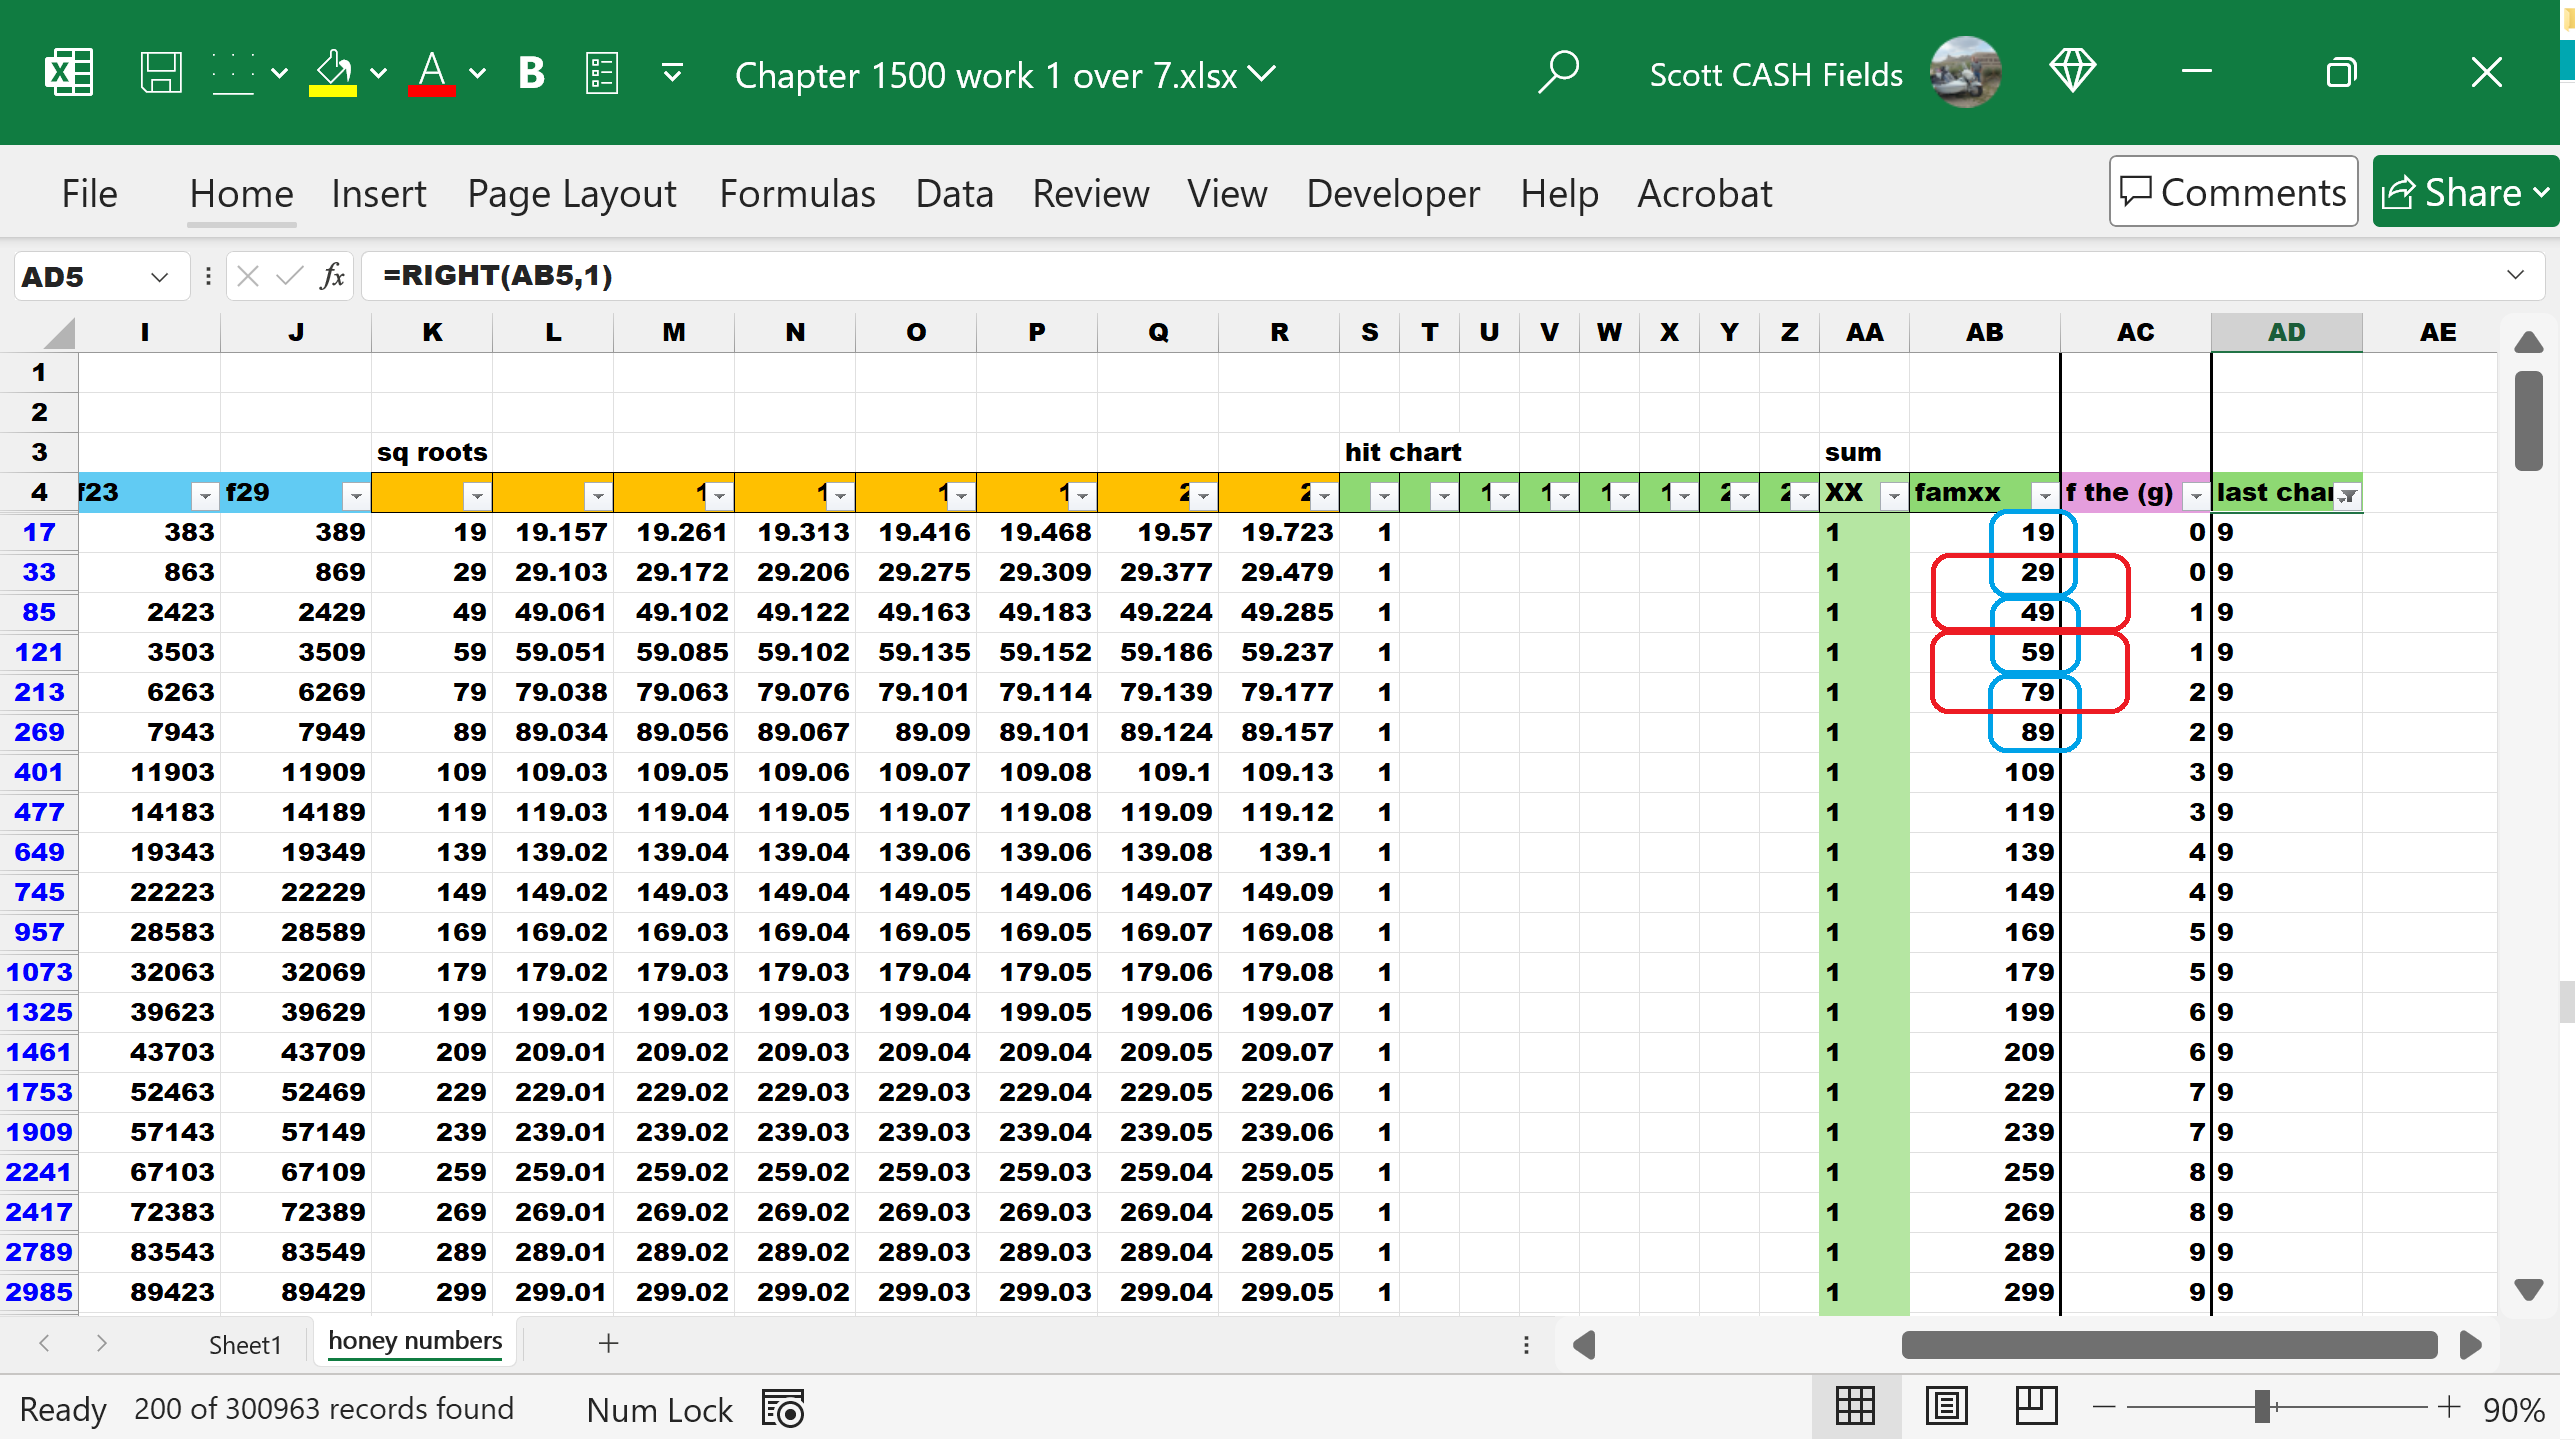 Chapter 1500 work 1 over 7.xlsx
Scott CASH Fields
File Home Insert Page Layout Formulas Data Review View Developer Help Acrobat Comments Share
AD5 fx =RIGHT(AB5,1)
I J K L M N O P Q R S T U V W X Y Z AA AB AC AD AE
1
2
3 sq roots hit chart sum
4 f23 f29 1 1 1 1 2 2 1 1 1 1 2 2 XX famxx f the (g) last char
17 383 389 19 19.157 19.261 19.313 19.416 19.468 19.57 19.723 1 1 19 0 9
33 863 869 29 29.103 29.172 29.206 29.275 29.309 29.377 29.479 1 1 29 0 9
85 2423 2429 49 49.061 49.102 49.122 49.163 49.183 49.224 49.285 1 1 49 1 9
121 3503 3509 59 59.051 59.085 59.102 59.135 59.152 59.186 59.237 1 1 59 1 9
213 6263 6269 79 79.038 79.063 79.076 79.101 79.114 79.139 79.177 1 1 79 2 9
269 7943 7949 89 89.034 89.056 89.067 89.09 89.101 89.124 89.157 1 1 89 2 9
401 11903 11909 109 109.03 109.05 109.06 109.07 109.08 109.1 109.13 1 1 109 3 9
477 14183 14189 119 119.03 119.04 119.05 119.07 119.08 119.09 119.12 1 1 119 3 9
649 19343 19349 139 139.02 139.04 139.04 139.06 139.06 139.08 139.1 1 1 139 4 9
745 22223 22229 149 149.02 149.03 149.04 149.05 149.06 149.07 149.09 1 1 149 4 9
957 28583 28589 169 169.02 169.03 169.04 169.05 169.05 169.07 169.08 1 1 169 5 9
1073 32063 32069 179 179.02 179.03 179.03 179.04 179.05 179.06 179.08 1 1 179 5 9
1325 39623 39629 199 199.02 199.03 199.03 199.04 199.05 199.06 199.07 1 1 199 6 9
1461 43703 43709 209 209.01 209.02 209.03 209.04 209.04 209.05 209.07 1 1 209 6 9
1753 52463 52469 229 229.01 229.02 229.03 229.03 229.04 229.05 229.06 1 1 229 7 9
1909 57143 57149 239 239.01 239.02 239.03 239.03 239.04 239.05 239.06 1 1 239 7 9
2241 67103 67109 259 259.01 259.02 259.02 259.03 259.03 259.04 259.05 1 1 259 8 9
2417 72383 72389 269 269.01 269.02 269.02 269.03 269.03 269.04 269.05 1 1 269 8 9
2789 83543 83549 289 289.01 289.02 289.02 289.03 289.03 289.04 289.05 1 1 289 9 9
2985 89423 89429 299 299.01 299.02 299.02 299.03 299.03 299.04 299.05 1 1 299 9 9
Sheet1 honey numbers
Ready 200 of 300963 records found Num Lock 90%